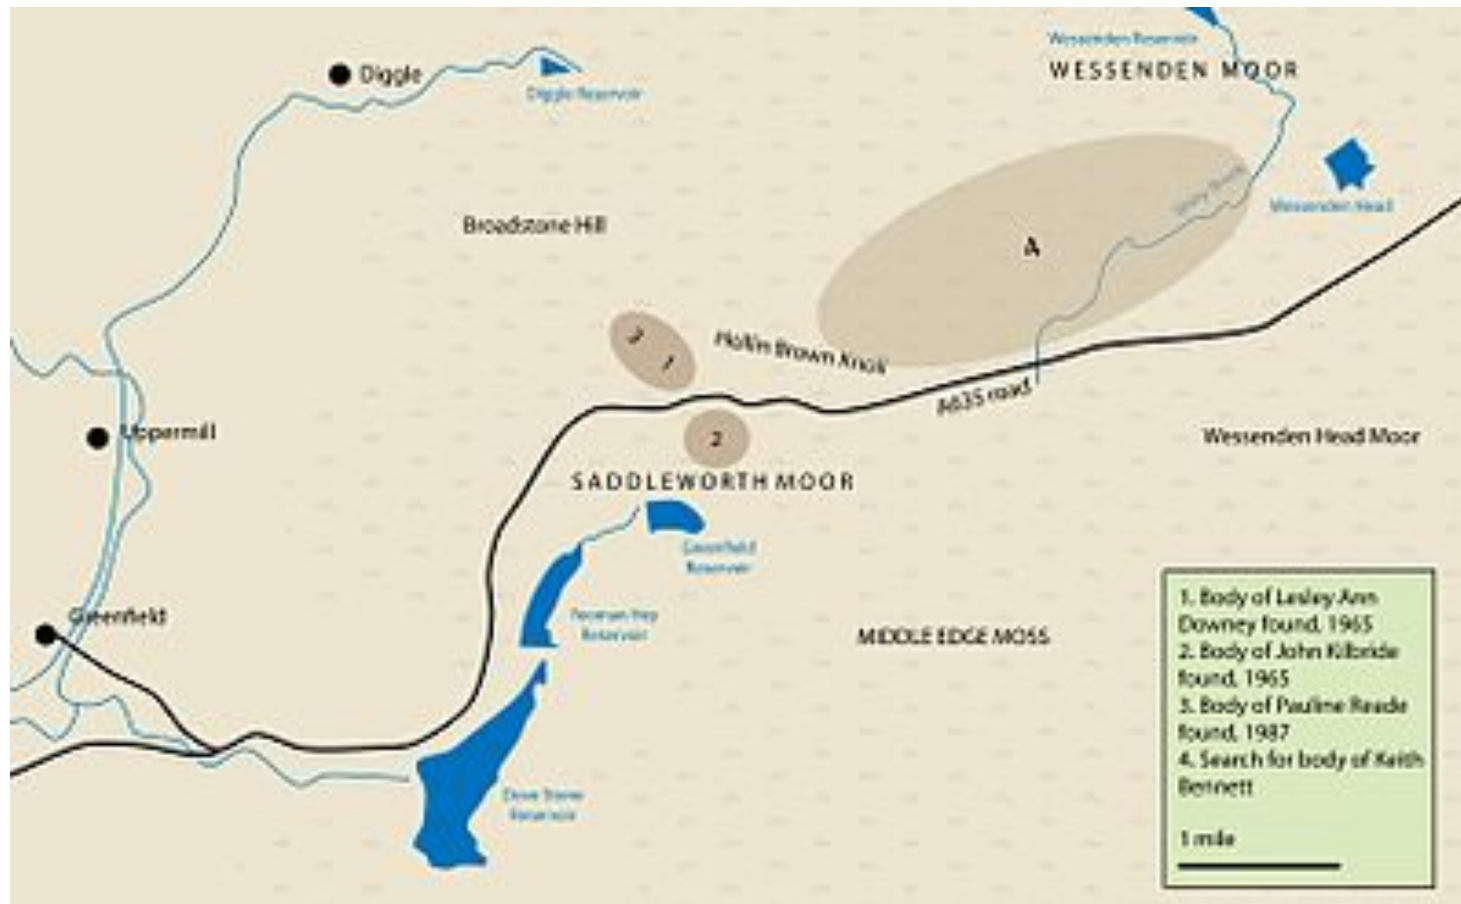 Wessenden Reservoir
WESSENDEN MOOR
Diggle
Diggle Reservoir
Wessenden Head
Broadstone Hill
A
3
1
Hollin Brown Knoll
A635 road
2
Uppermill
Wessenden Head Moor
SADDLEWORTH MOOR
Greenfield
Reservoir
Greenfield
Yeoman Hey
Reservoir
MIDDLE EDGE MOSS
Dove Stone
Reservoir
1. Body of Lesley Ann
Downey found, 1965
2. Body of John Kilbride
found, 1965
3. Body of Pauline Reade
found, 1987
4. Search for body of Keith
Bennett
1 mile